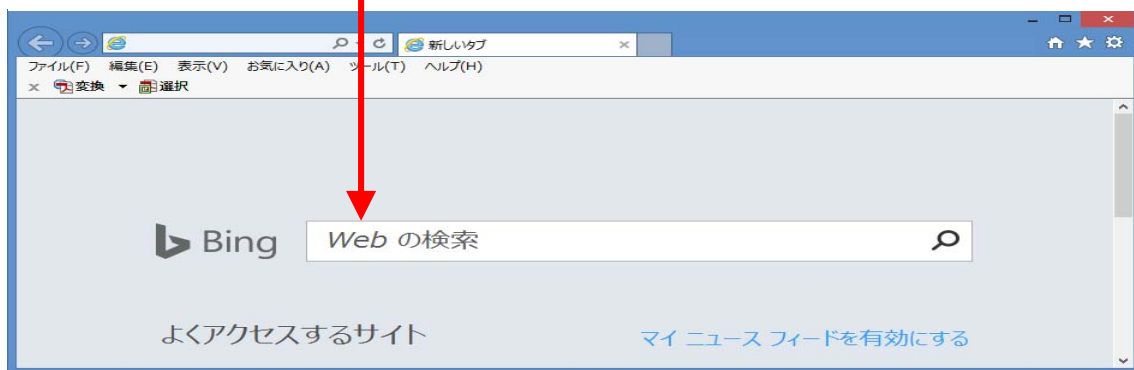 新しいタブ
ファイル(F) 編集(E) 表示(V) お気に入り(A) ツール(T) ヘルプ(H)
変換 選択
Bing Web の検索
よくアクセスするサイト マイ ニュース フィードを有効にする